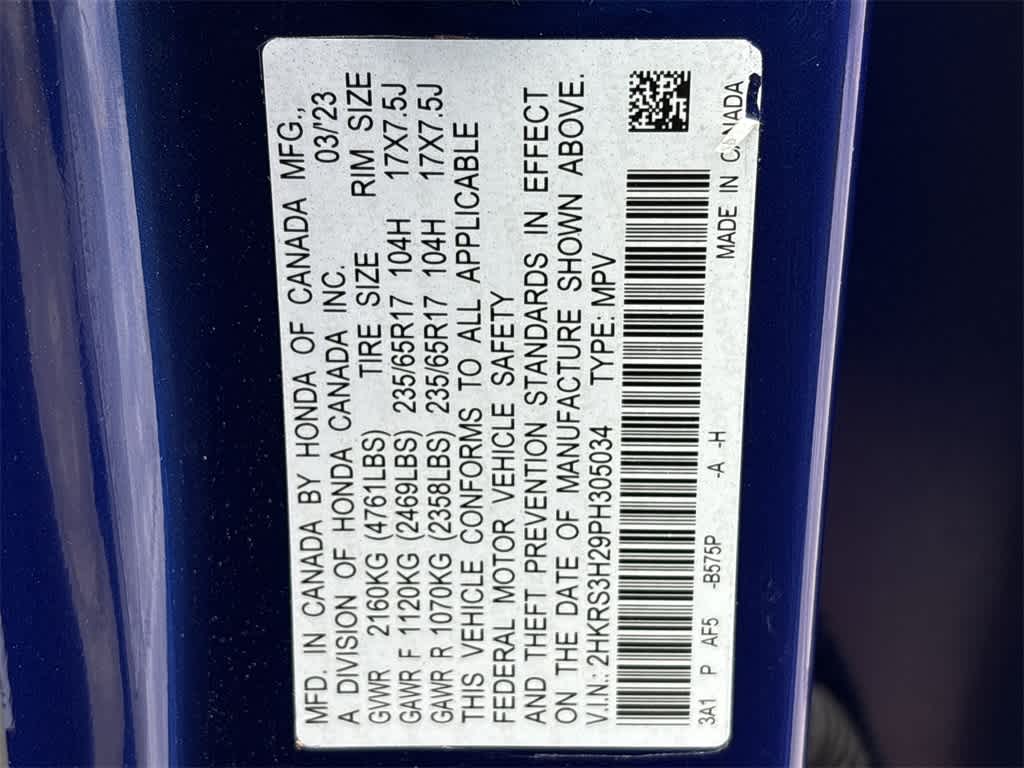 MFD. IN CANADA BY HONDA OF CANADA MFG.,
A DIVISION OF HONDA CANADA INC. 03/'23
GWR 2160KG (4761LBS) TIRE SIZE RIM SIZE
GAWR F 1120KG (2469LBS) 235/65R17 104H 17X7.5J
GAWR R 1070KG (2358LBS) 235/65R17 104H 17X7.5J
THIS VEHICLE CONFORMS TO ALL APPLICABLE
FEDERAL MOTOR VEHICLE SAFETY
AND THEFT PREVENTION STANDARDS IN EFFECT
ON THE DATE OF MANUFACTURE SHOWN ABOVE.
V.I.N.: 2HKRS3H29PH305034 TYPE: MPV
3A1 P AF5 -B575P -A -H MADE IN CANADA